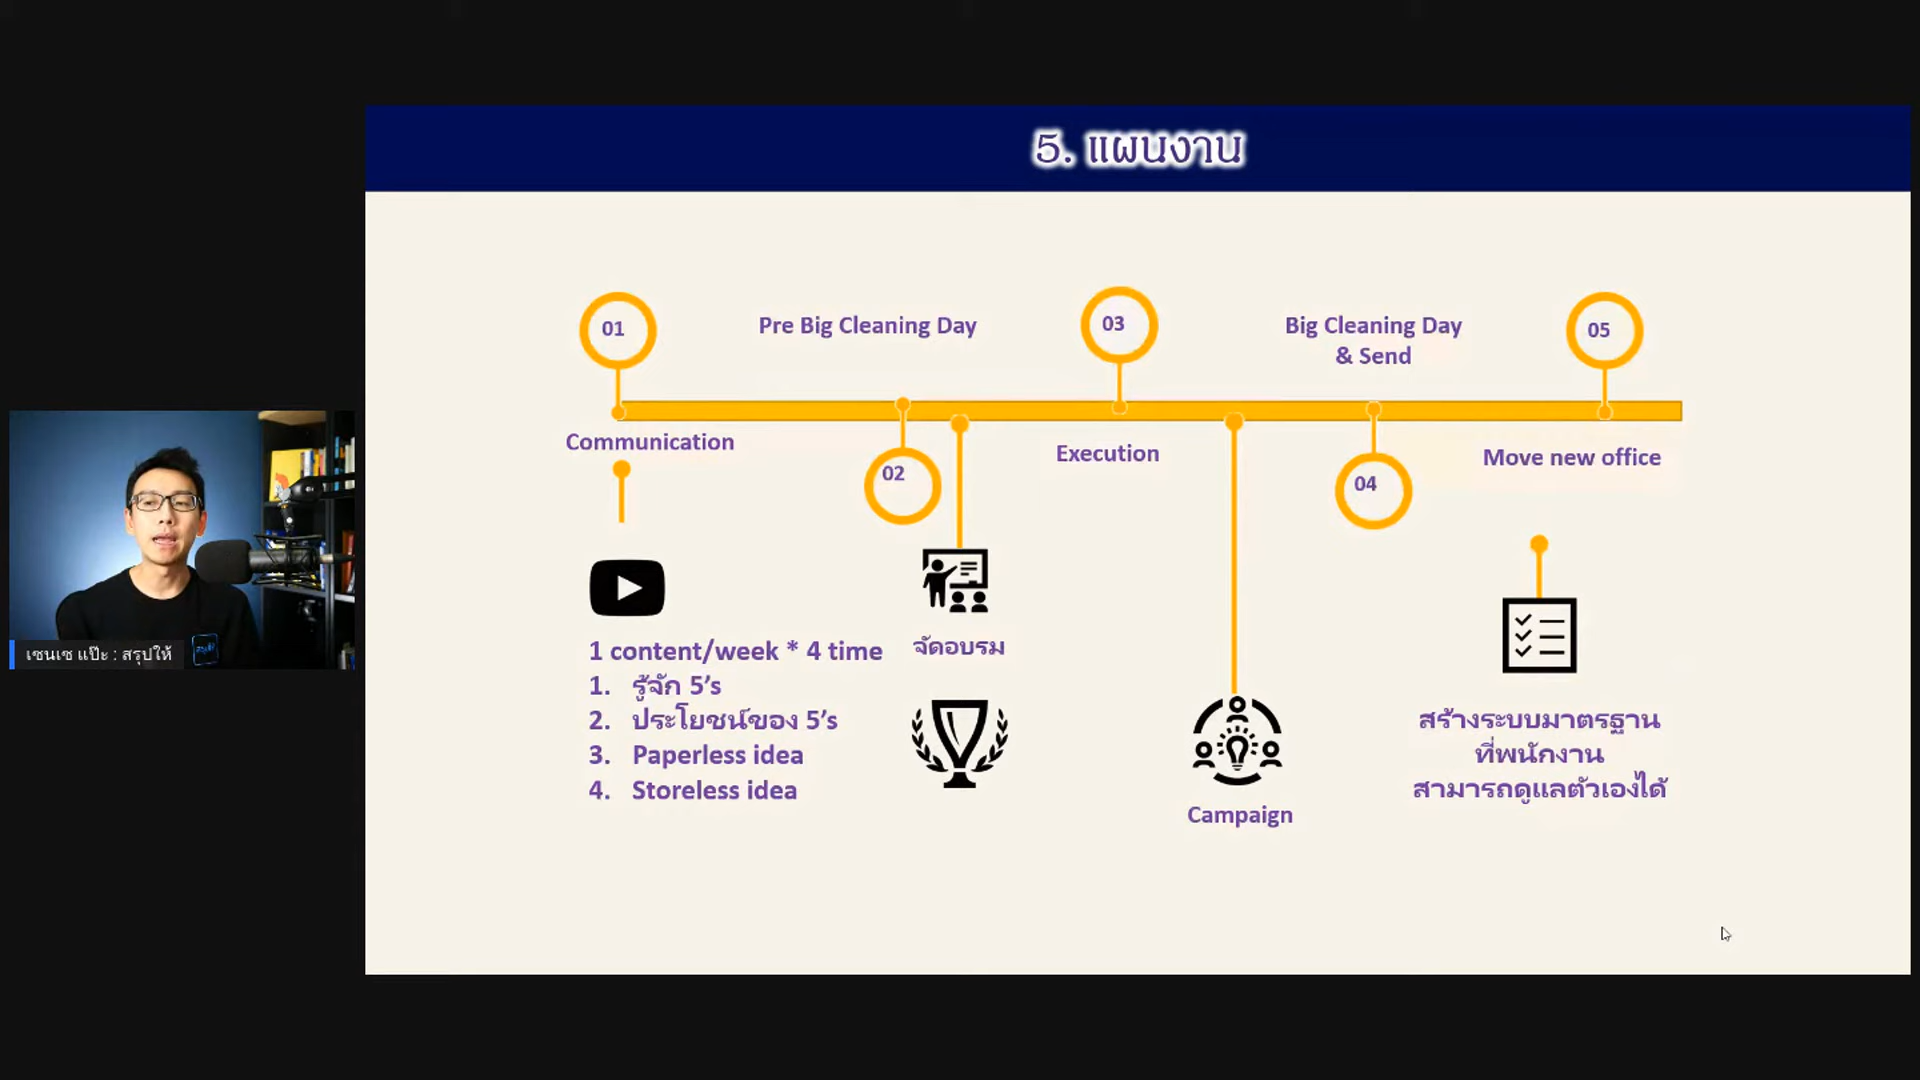 5. แผนงาน
01
Pre Big Cleaning Day
03
Big Cleaning Day
& Send
05
Communication
02
Execution
04
Move new office
1 content/week * 4 time
1. รู้จัก 5’s
2. ประโยชน์ของ 5’s
3. Paperless idea
4. Storeless idea
จัดอบรม
Campaign
สร้างระบบมาตรฐาน
ที่พนักงาน
สามารถดูแลตัวเองได้
เซนเซ แป๊ะ : สรุปให้